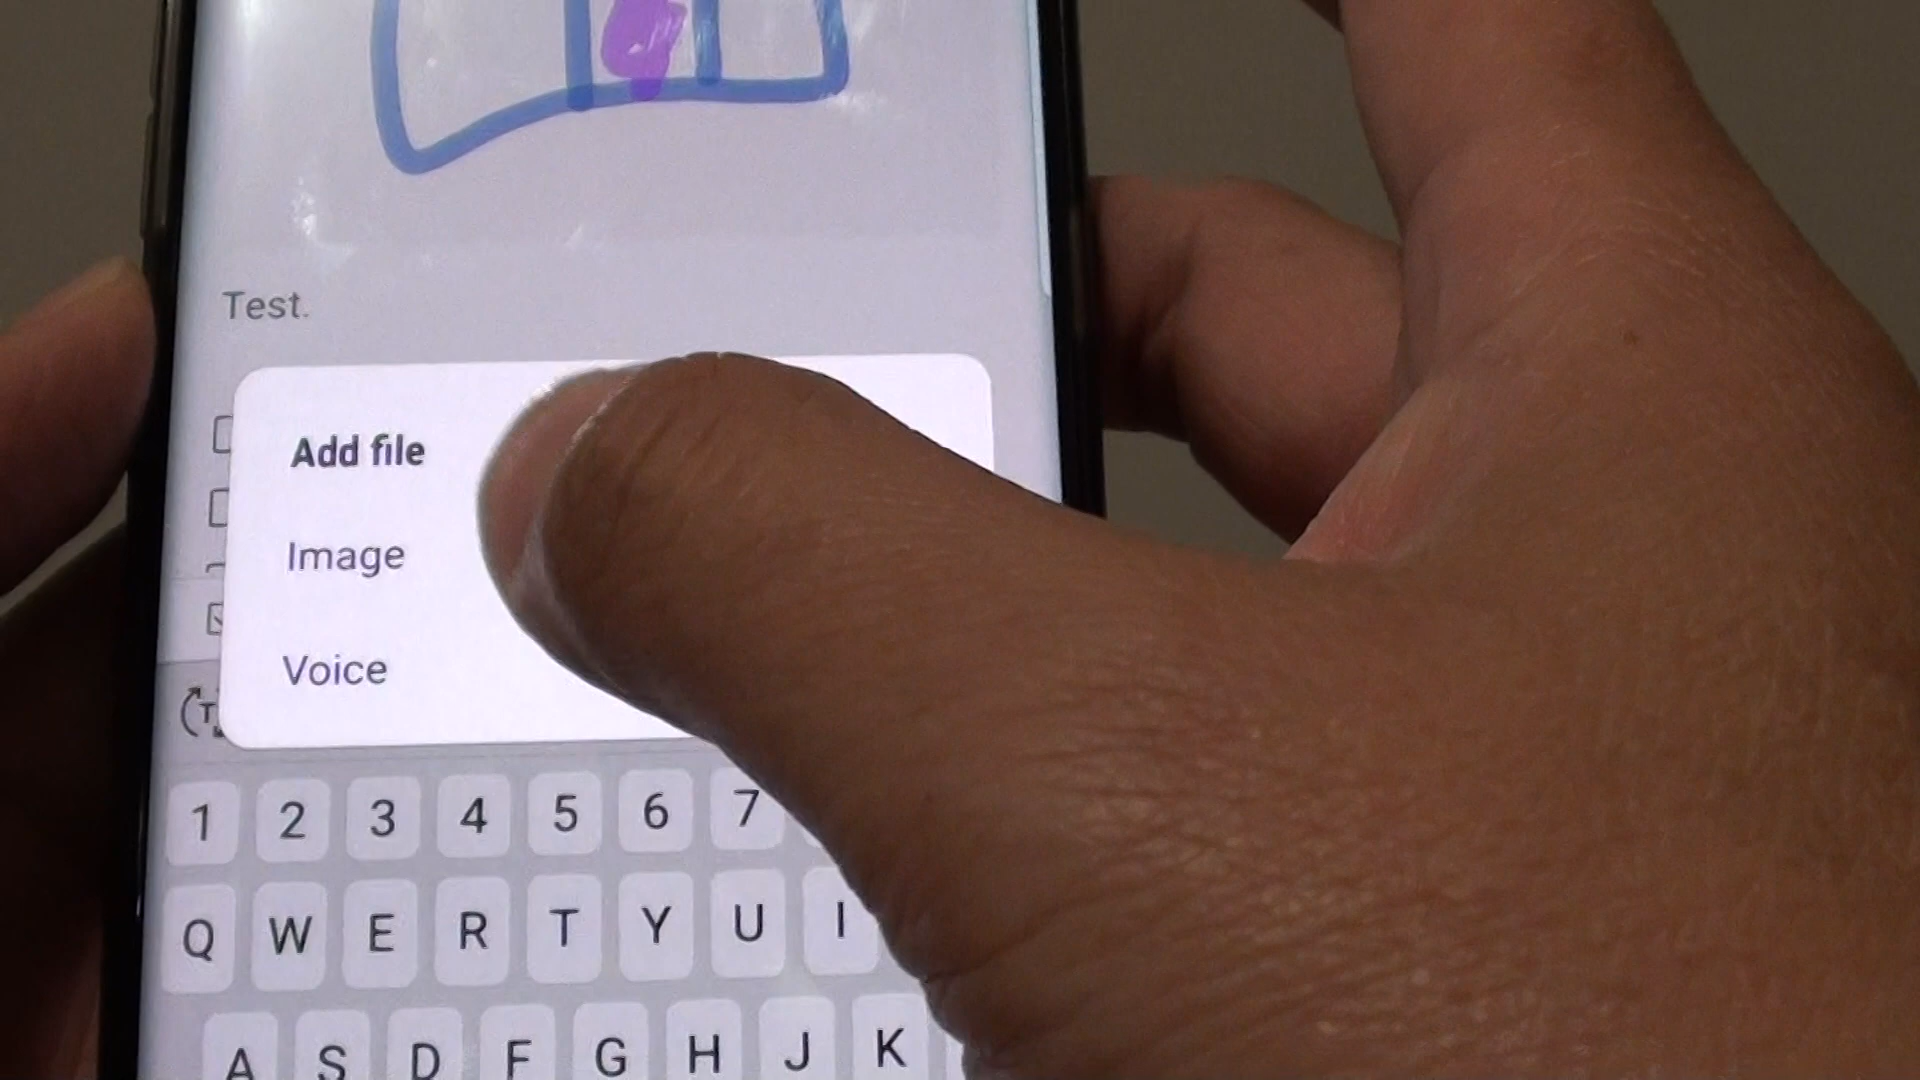 Test.
Add file
Image
Voice
T
1 2 3 4 5 6 7
Q W E R T Y U I
A S D F G H J K